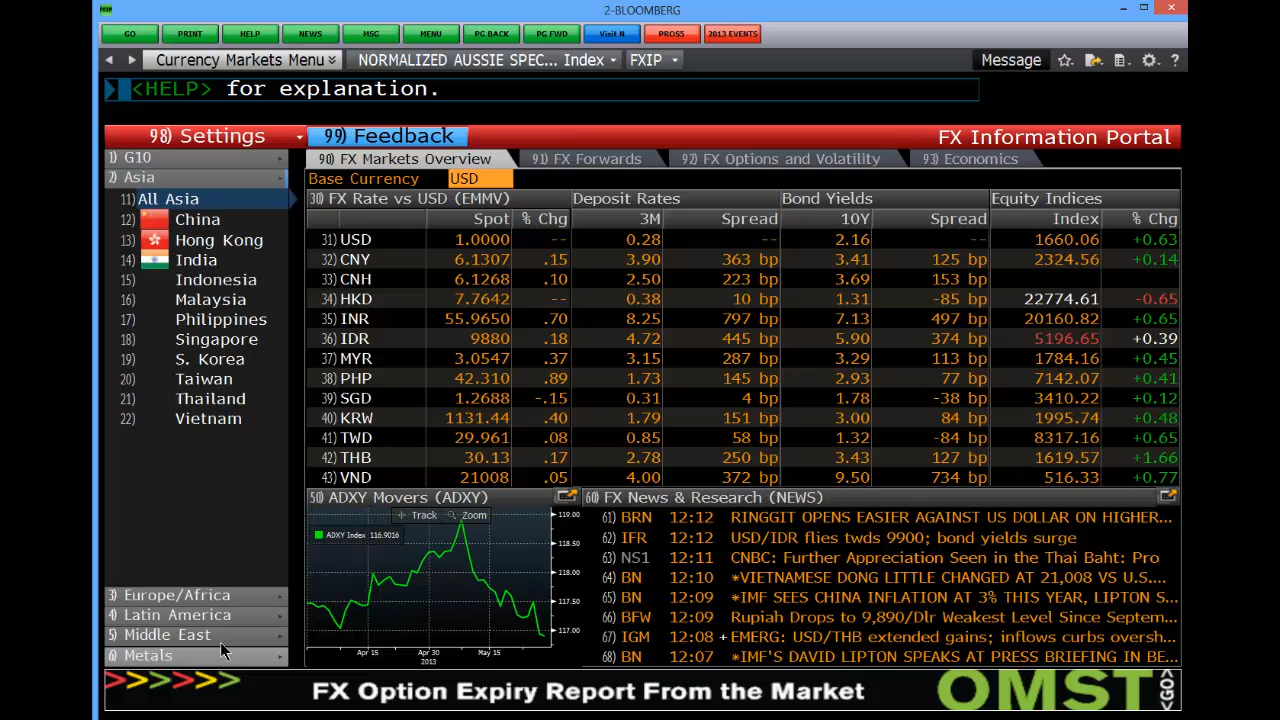 2-BLOOMBERG
GO PRINT HELP NEWS MSG MENU PG BACK PG FWD Visit N PROS5 2013 EVENTS
Currency Markets Menu NORMALIZED AUSSIE SPEC... Index FXIP Message
<HELP> for explanation.
98) Settings 99) Feedback FX Information Portal
1) G10 90) FX Markets Overview 91) FX Forwards 92) FX Options and Volatility 93) Economics
2) Asia Base Currency USD
11) All Asia 30) FX Rate vs USD (EMMV) Deposit Rates Bond Yields Equity Indices
12) China Spot % Chg 3M Spread 10Y Spread Index % Chg
13) Hong Kong 31) USD 1.0000 -- 0.28 -- 2.16 -- 1660.06 +0.63
14) India 32) CNY 6.1307 .15 3.90 363 bp 3.41 125 bp 2324.56 +0.14
15) Indonesia 33) CNH 6.1268 .10 2.50 223 bp 3.69 153 bp
16) Malaysia 34) HKD 7.7642 -- 0.38 10 bp 1.31 -85 bp 22774.61 -0.65
17) Philippines 35) INR 55.9650 .70 8.25 797 bp 7.13 497 bp 20160.82 +0.65
18) Singapore 36) IDR 9880 .18 4.72 445 bp 5.90 374 bp 5196.65 +0.39
19) S. Korea 37) MYR 3.0547 .37 3.15 287 bp 3.29 113 bp 1784.16 +0.45
20) Taiwan 38) PHP 42.310 .89 1.73 145 bp 2.93 77 bp 7142.07 +0.41
21) Thailand 39) SGD 1.2688 -.15 0.31 4 bp 1.78 -38 bp 3410.22 +0.12
22) Vietnam 40) KRW 1131.44 .40 1.79 151 bp 3.00 84 bp 1995.74 +0.48
41) TWD 29.961 .08 0.85 58 bp 1.32 -84 bp 8317.16 +0.65
42) THB 30.13 .17 2.78 250 bp 3.43 127 bp 1619.57 +1.66
43) VND 21008 .05 4.00 372 bp 9.50 734 bp 516.33 +0.77
50) ADXY Movers (ADXY) 60) FX News & Research (NEWS)
Track Zoom 119.00
ADXY Index 116.9016
118.50
118.00
117.50
117.00
Apr 15 Apr 30 May 15
2013
61) BRN 12:12 RINGGIT OPENS EASIER AGAINST US DOLLAR ON HIGHER...
62) IFR 12:12 USD/IDR flies twds 9900; bond yields surge
63) NS1 12:11 CNBC: Further Appreciation Seen in the Thai Baht: Pro
64) BN 12:10 *VIETNAMESE DONG LITTLE CHANGED AT 21,008 VS U.S....
65) BN 12:09 *IMF SEES CHINA INFLATION AT 3% THIS YEAR, LIPTON S
66) BFW 12:09 Rupiah Drops to 9,890/Dlr Weakest Level Since Septem...
67) IGM 12:08 + EMERG: USD/THB extended gains; inflows curbs oversh...
68) BN 12:07 *IMF'S DAVID LIPTON SPEAKS AT PRESS BRIEFING IN BE...
3) Europe/Africa
4) Latin America
5) Middle East
6) Metals
>>>>>> FX Option Expiry Report From the Market OMST <GO>